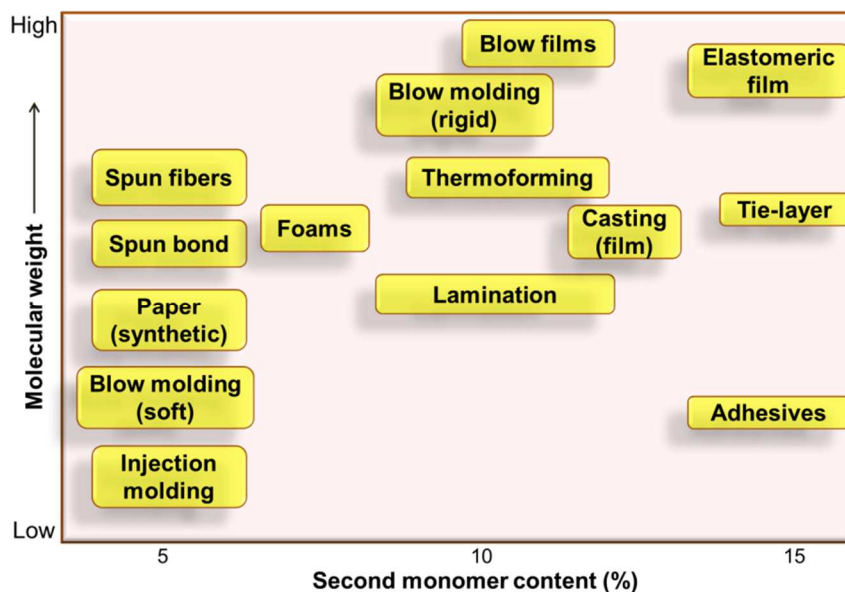 High
Blow films
Elastomeric
film
Blow molding
(rigid)
Spun fibers
Thermoforming
Foams
Casting
(film)
Tie-layer
Spun bond
Lamination
Paper
(synthetic)
Blow molding
(soft)
Adhesives
Injection
molding
Molecular weight
Low
5
10
15
Second monomer content (%)